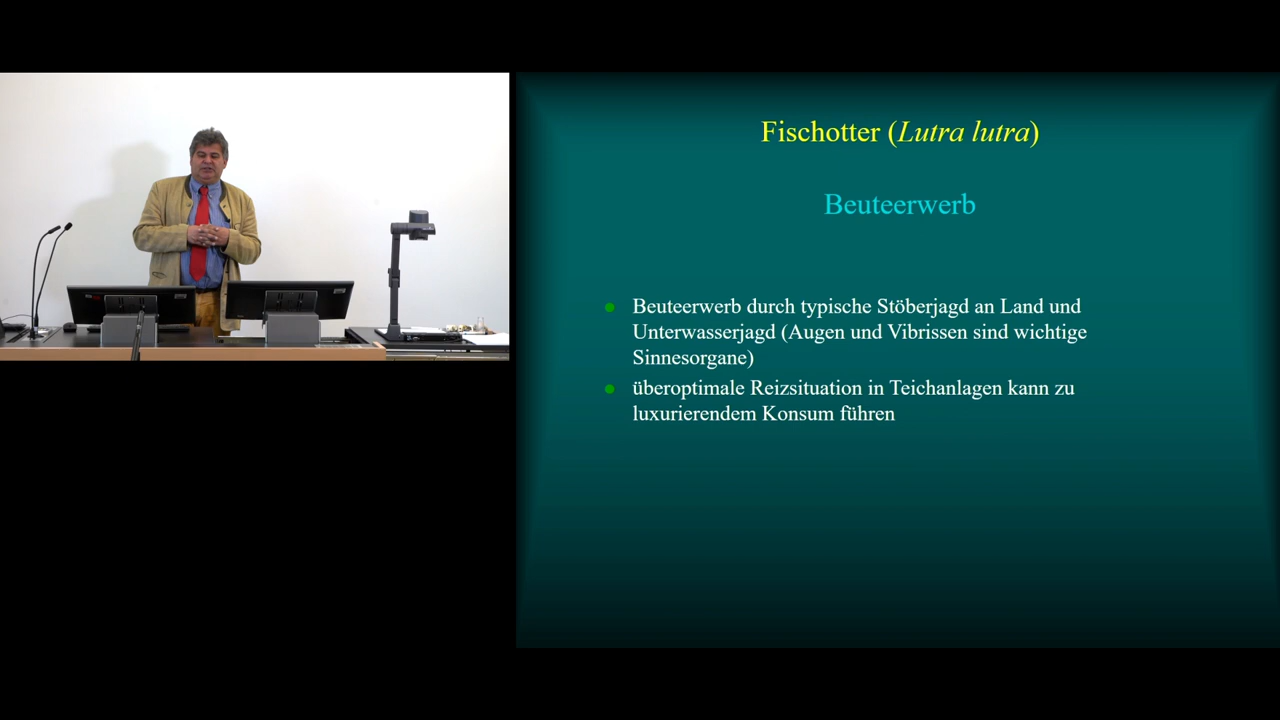 Fischotter (Lutra lutra)
Beuteerwerb
Beuteerwerb durch typische Stöberjagd an Land und
Unterwasserjagd (Augen und Vibrissen sind wichtige
Sinnesorgane)
überoptimale Reizsituation in Teichanlagen kann zu
luxurierendem Konsum führen